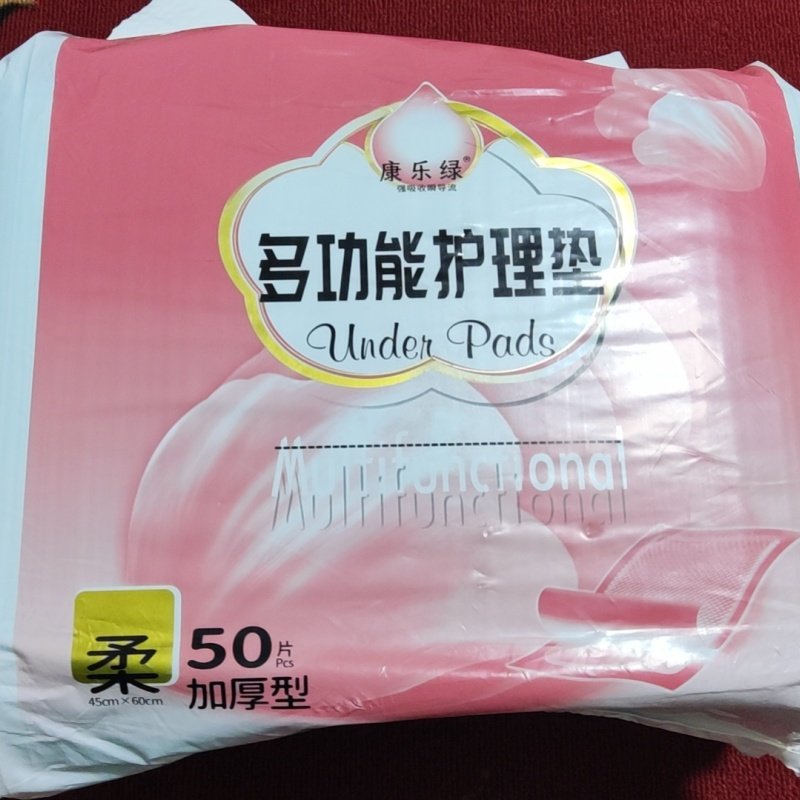 康乐绿®
强吸收瞬导流
多功能护理垫
Under Pads
Multifunctional
Multifunctional
柔
45cm×60cm
50片
Pcs
加厚型